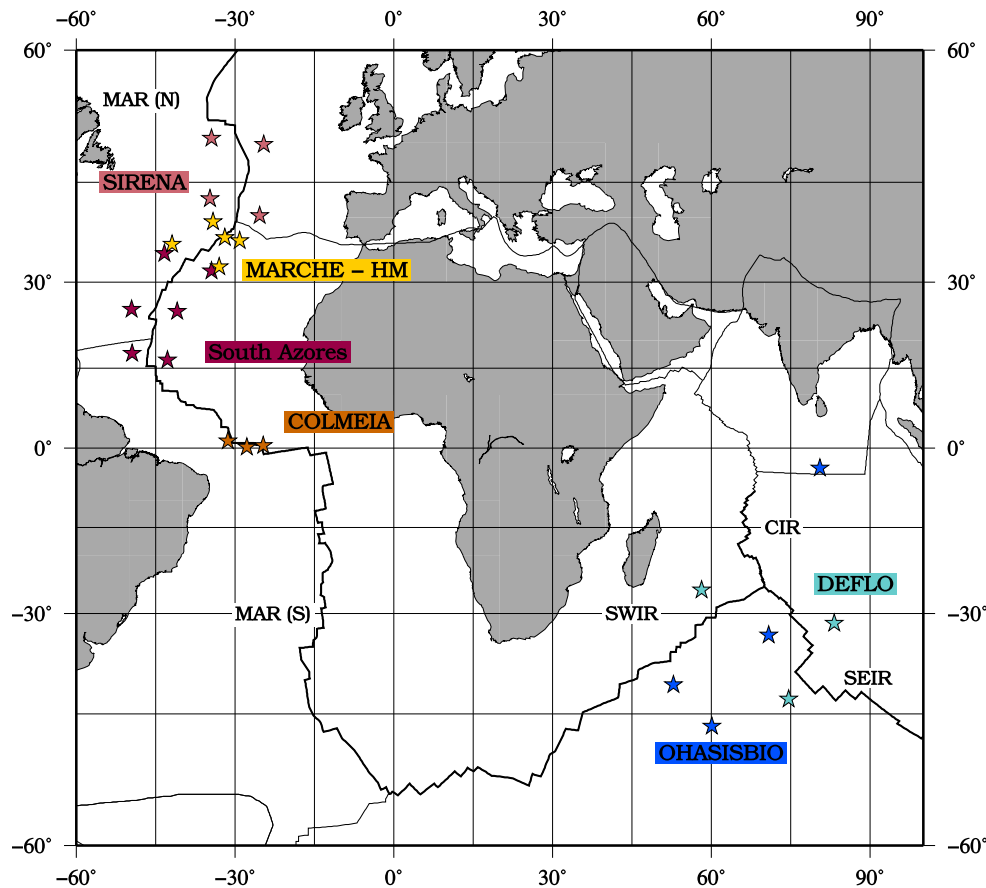 −60° −30° 0° 30° 60° 90°
60° 60°
MAR (N)
SIRENA
MARCHE − HM
30° 30°
South Azores
COLMEIA
0° 0°
CIR
DEFLO
−30° MAR (S) SWIR −30°
SEIR
OHASISBIO
−60° −60°
−60° −30° 0° 30° 60° 90°